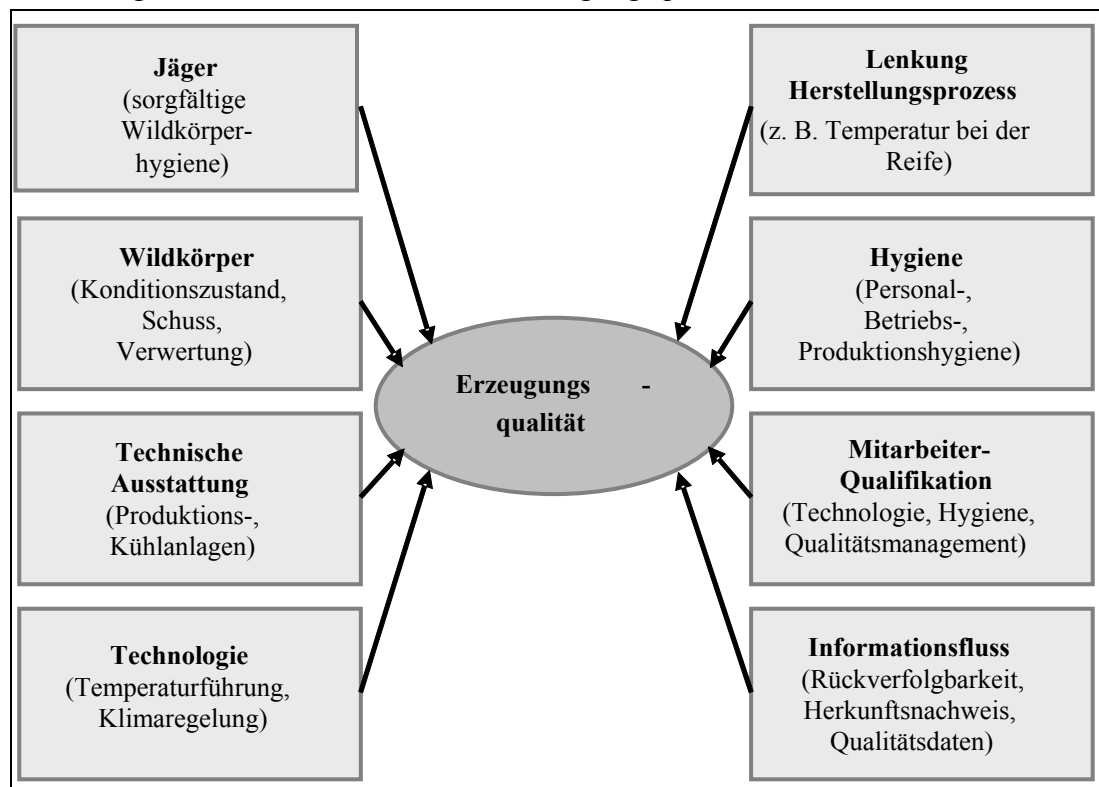 Jäger
(sorgfältige
Wildkörper-
hygiene)
Wildkörper
(Konditionszustand,
Schuss,
Verwertung)
Technische
Ausstattung
(Produktions-,
Kühlanlagen)
Technologie
(Temperaturführung,
Klimaregelung)
Erzeugungs -
qualität
Lenkung
Herstellungsprozess
(z. B. Temperatur bei der
Reife)
Hygiene
(Personal-,
Betriebs-,
Produktionshygiene)
Mitarbeiter-
Qualifikation
(Technologie, Hygiene,
Qualitätsmanagement)
Informationsfluss
(Rückverfolgbarkeit,
Herkunftsnachweis,
Qualitätsdaten)